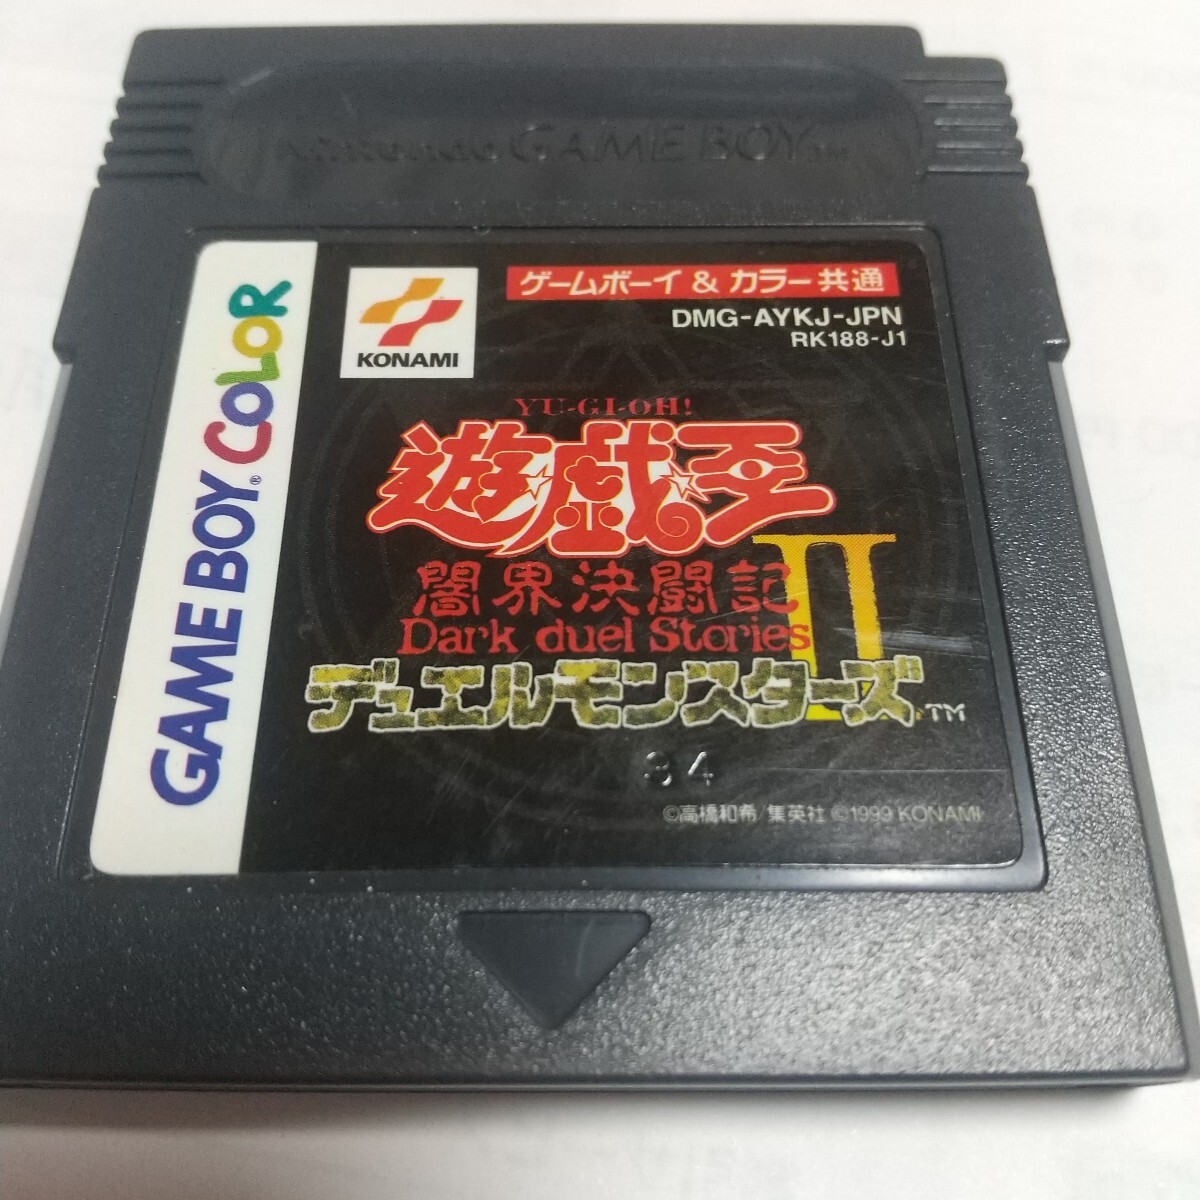 Nintendo GAME BOY TM
GAME BOY COLOR
®
KONAMI
ゲームボーイ & カラー共通
DMG-AYKJ-JPN
RK188-J1
YU-GI-OH!
遊戯王
闇界決闘記
II
Dark duel Stories
デュエルモンスターズ TM
34
©高橋和希/集英社 ©1999 KONAMI